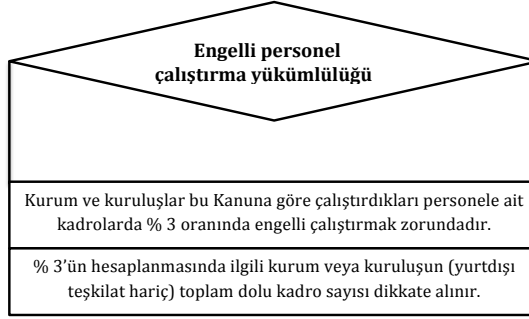 Engelli personel
çalıştırma yükümlülüğü
Kurum ve kuruluşlar bu Kanuna göre çalıştırdıkları personele ait
kadrolarda % 3 oranında engelli çalıştırmak zorundadır.
% 3’ün hesaplanmasında ilgili kurum veya kuruluşun (yurtdışı
teşkilat hariç) toplam dolu kadro sayısı dikkate alınır.